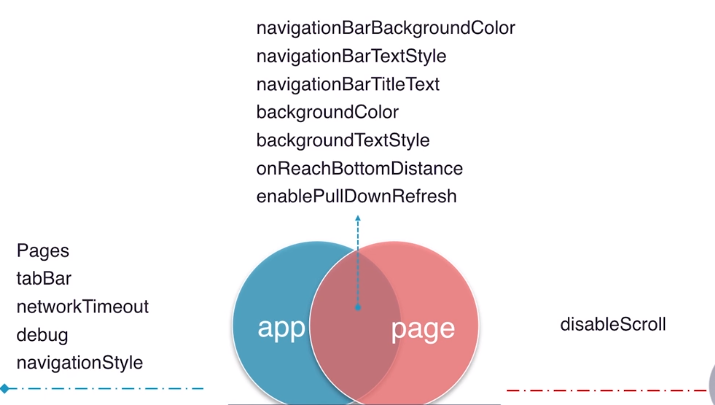 navigationBarBackgroundColor
navigationBarTextStyle
navigationBarTitleText
backgroundColor
backgroundTextStyle
onReachBottomDistance
enablePullDownRefresh
Pages
tabBar
networkTimeout
debug
navigationStyle
app
page
disableScroll